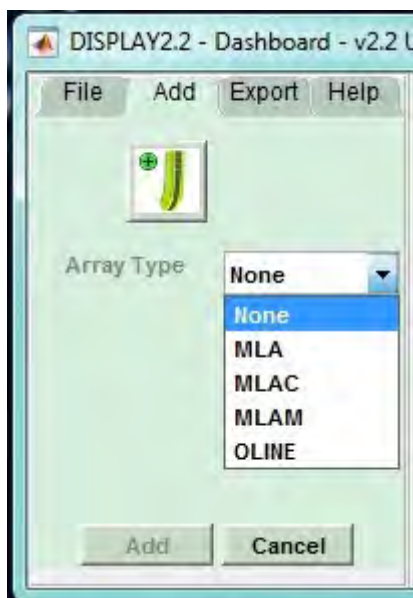 DISPLAY2.2 - Dashboard - v2.2 U
File Add Export Help
Array Type None
None
MLA
MLAC
MLAM
OLINE
Add Cancel